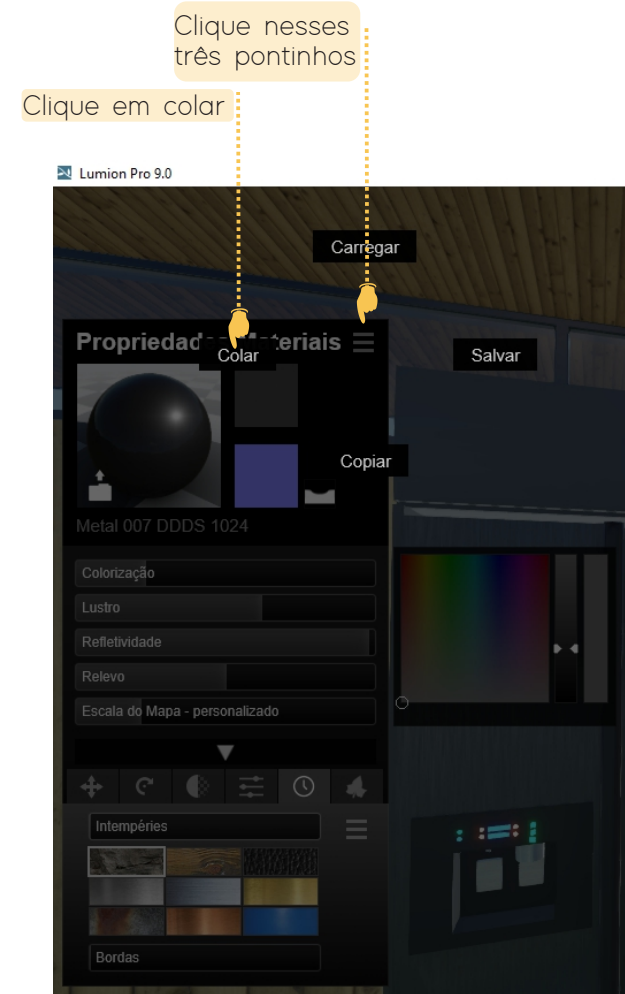 Clique nesses
três pontinhos
Clique em colar
Lumion Pro 9.0
Carregar
Propriedades Materiais
Colar
Salvar
Copiar
Metal 007 DDDS 1024
Colorização
Lustro
Refletividade
Relevo
Escala do Mapa - personalizado
Intempéries
Bordas